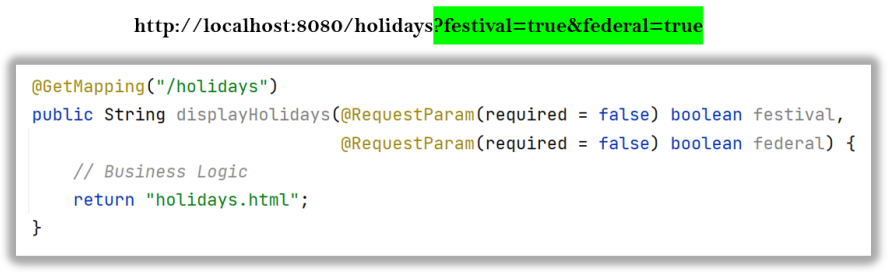 http://localhost:8080/holidays?festival=true&federal=true
@GetMapping("/holidays")
public String displayHolidays(@RequestParam(required = false) boolean festival,
@RequestParam(required = false) boolean federal) {
// Business Logic
return "holidays.html";
}